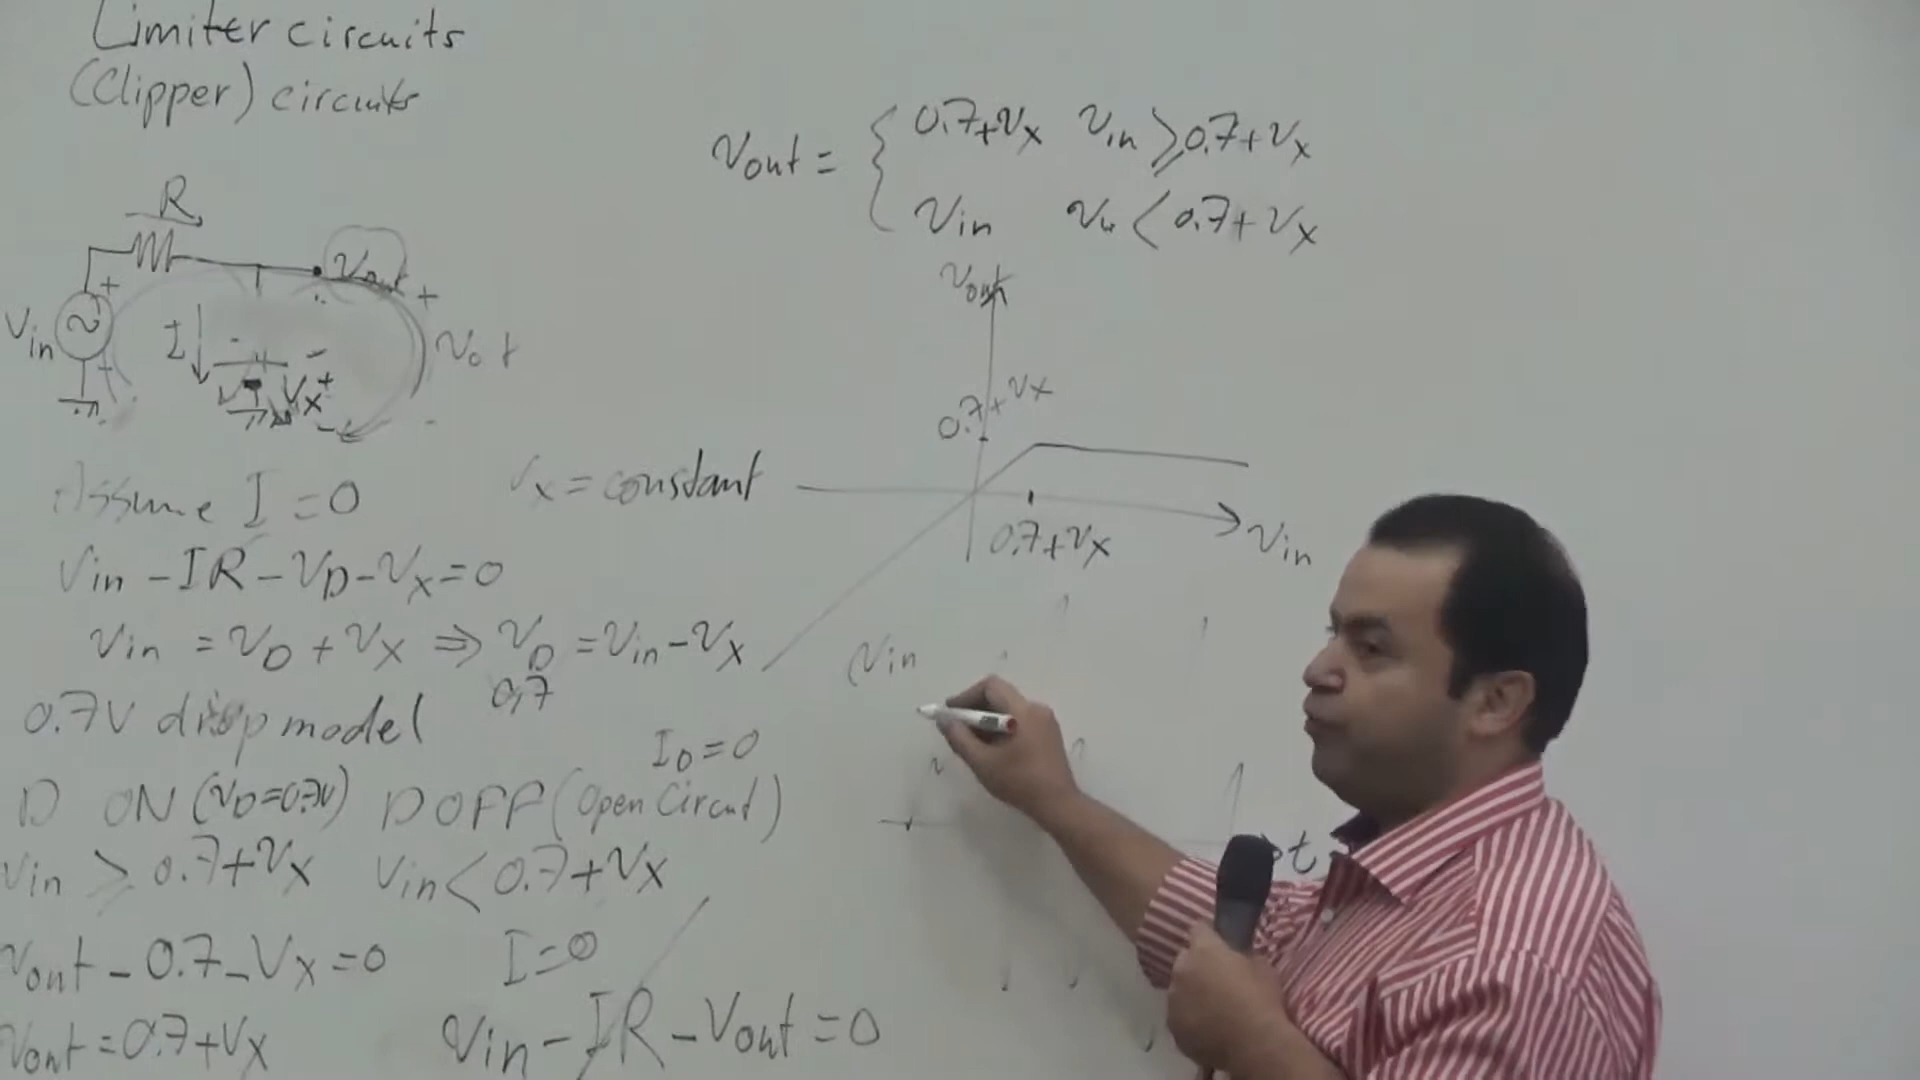 Limiter circuits
(Clipper) circuits
R
Vout
+
Vin
+
I
Vx
+
-
Assume I = 0
Vx = constant
Vin - IR - VD - Vx = 0
Vin = VD + Vx ⇒ VD = Vin - Vx
0.7
0.7V drop model
ID = 0
D ON (VD = 0.7V) D OFF (Open Circut)
Vin > 0.7 + Vx Vin < 0.7 + Vx
Vout - 0.7 - Vx = 0 I = 0
Vout = 0.7 + Vx Vin - IR - Vout = 0
Vout = { 0.7 + Vx Vin ≥ 0.7 + Vx
Vin Vin < 0.7 + Vx
Vout
0.7 + Vx
0.7 + Vx
Vin
Vin
t